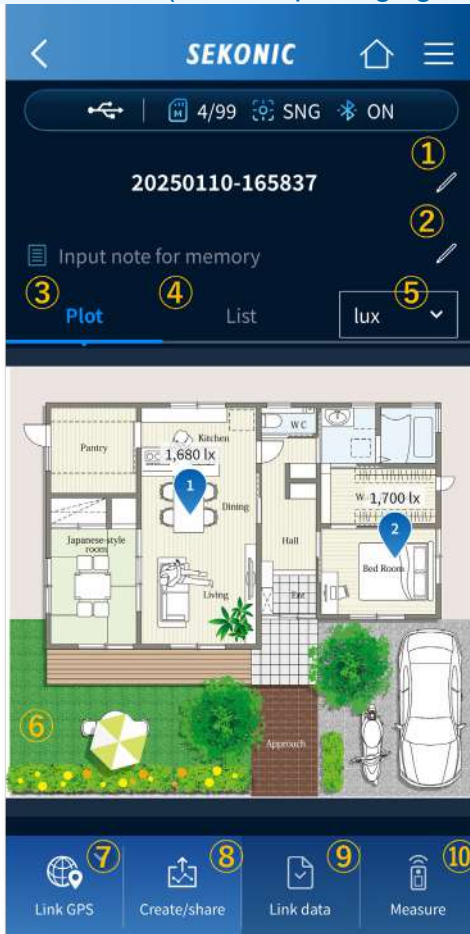 SEKONIC
M 4/99 SNG ON
①
20250110-165837
②
Input note for memory
③ ④ ⑤
Plot List lux
Kitchen
WC
Pantry
1,680 lx
1
W 1,700 lx
2
Dining
Japanese-style
room
Hall
Bed Room
Living
Ent
⑥
Approuch
⑦ ⑧ ⑨ ⑩
Link GPS Create/share Link data Measure